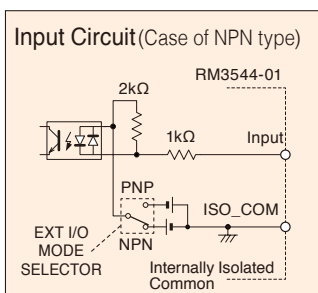 Input Circuit (Case of NPN type)
RM3544-01
2kΩ
1kΩ
Input
PNP
ISO_COM
NPN
EXT I/O
MODE
SELECTOR
Internally Isolated
Common